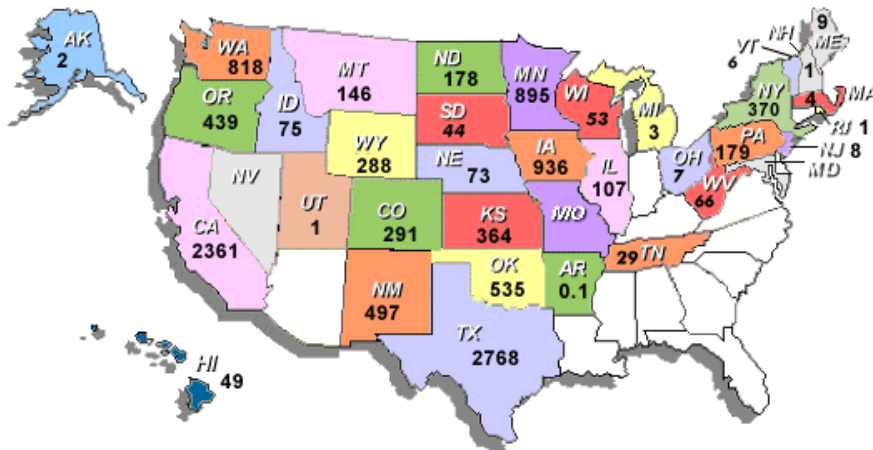 AK
2
WA
818
OR
439
CA
2361
NV
ID
75
MT
146
WY
288
UT
1
CO
291
NM
497
ND
178
SD
44
NE
73
KS
364
OK
535
TX
2768
MN
895
IA
936
MO
AR
0.1
WI
53
IL
107
MI
3
OH
7
TN
29
WV
66
PA
179
NY
370
VT
6
NH
1
ME
9
MA
4
RI 1
NJ 8
MD
HI
49